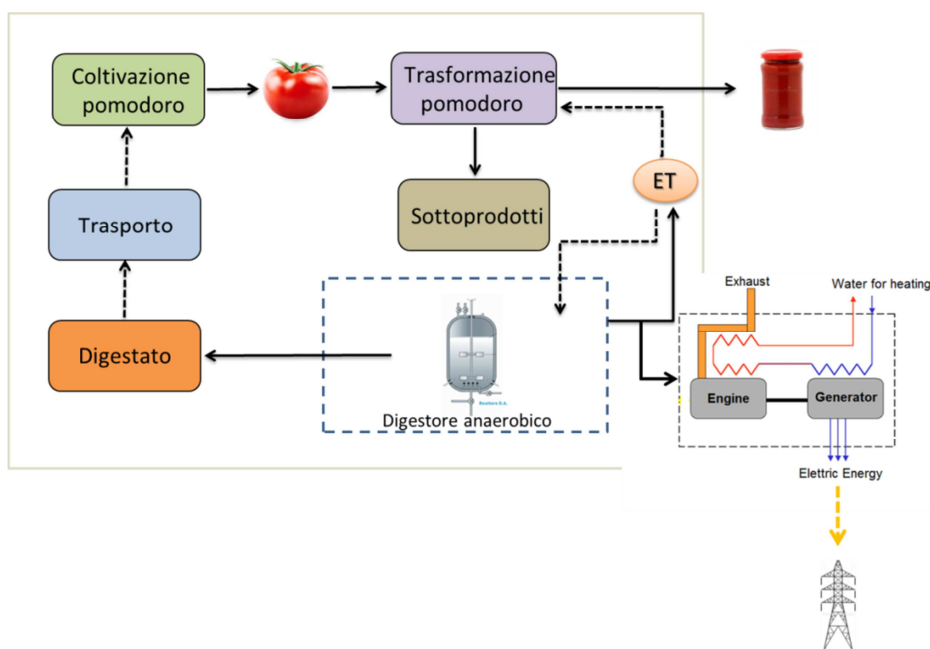 Coltivazione
pomodoro
Trasformazione
pomodoro
ET
Trasporto
Sottoprodotti
Exhaust
Water for heating
Digestato
Engine
Generator
Digestore anaerobico
Elettric Energy